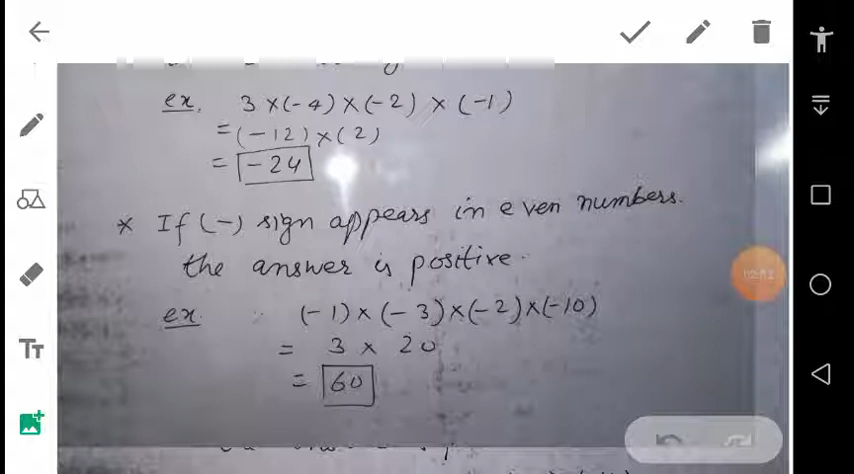 ex. 3 ×(-4) × (-2) × (-1)
= (-12) × (2)
= -24
* If (-) sign appears in even numbers.
the answer is positive.
ex (-1) × (-3) × (-2) × (-10)
= 3 × 20
= 60
Tт